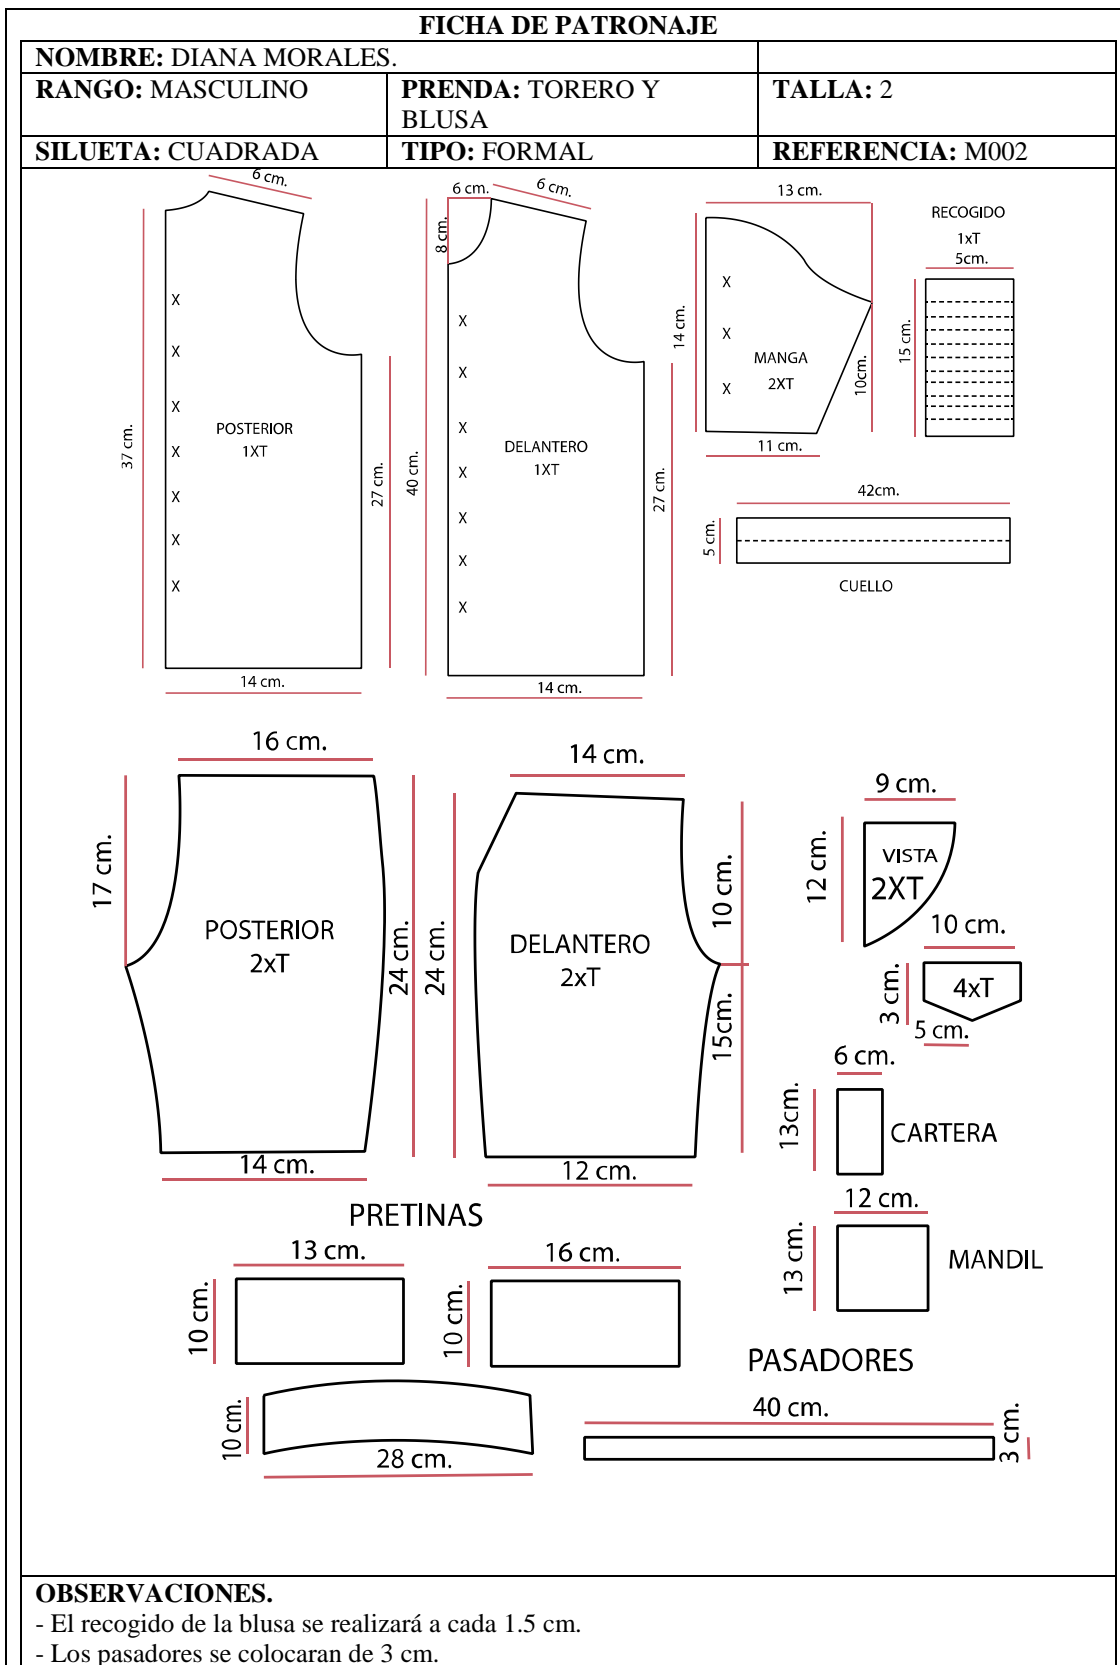 FICHA DE PATRONAJE
NOMBRE: DIANA MORALES.
RANGO: MASCULINO
PRENDA: TORERO Y
BLUSA
TALLA: 2
SILUETA: CUADRADA
TIPO: FORMAL
REFERENCIA: M002
6 cm.
37 cm.
X
X
X
X
X
X
X
POSTERIOR
1XT
27 cm.
14 cm.
6 cm.
6 cm.
8 cm.
40 cm.
X
X
X
X
X
X
X
DELANTERO
1XT
27 cm.
14 cm.
13 cm.
14 cm.
X
X
X
MANGA
2XT
10cm.
11 cm.
RECOGIDO
1xT
5cm.
15 cm.
42cm.
5 cm.
CUELLO
16 cm.
17 cm.
POSTERIOR
2xT
24 cm.
14 cm.
14 cm.
24 cm.
DELANTERO
2xT
10 cm.
15cm.
12 cm.
9 cm.
12 cm.
VISTA
2XT
10 cm.
3 cm.
4xT
5 cm.
6 cm.
13cm.
CARTERA
12 cm.
13 cm.
MANDIL
PRETINAS
13 cm.
10 cm.
16 cm.
10 cm.
10 cm.
28 cm.
PASADORES
40 cm.
3 cm.
OBSERVACIONES.
- El recogido de la blusa se realizará a cada 1.5 cm.
- Los pasadores se colocaran de 3 cm.